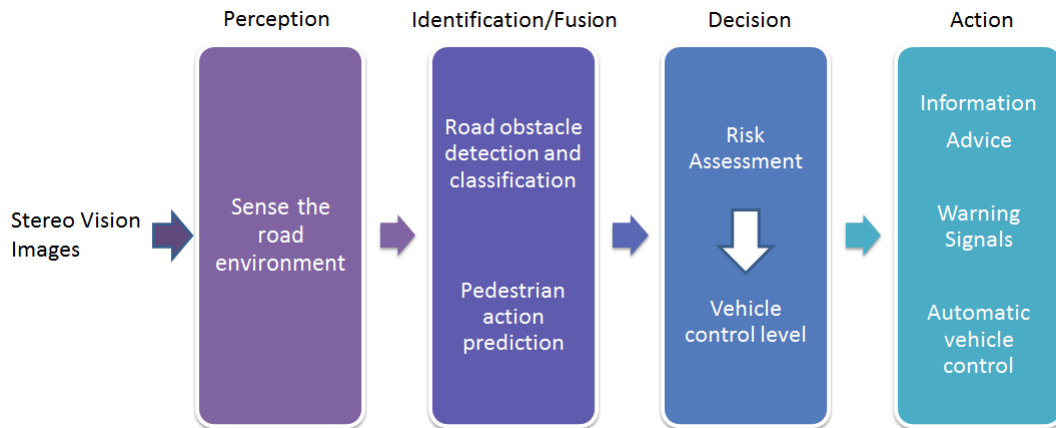 Perception
Identification/Fusion
Decision
Action
Stereo Vision
Images
Sense the
road
environment
Road obstacle
detection and
classification
Pedestrian
action
prediction
Risk
Assessment
Vehicle
control level
Information
Advice
Warning
Signals
Automatic
vehicle
control